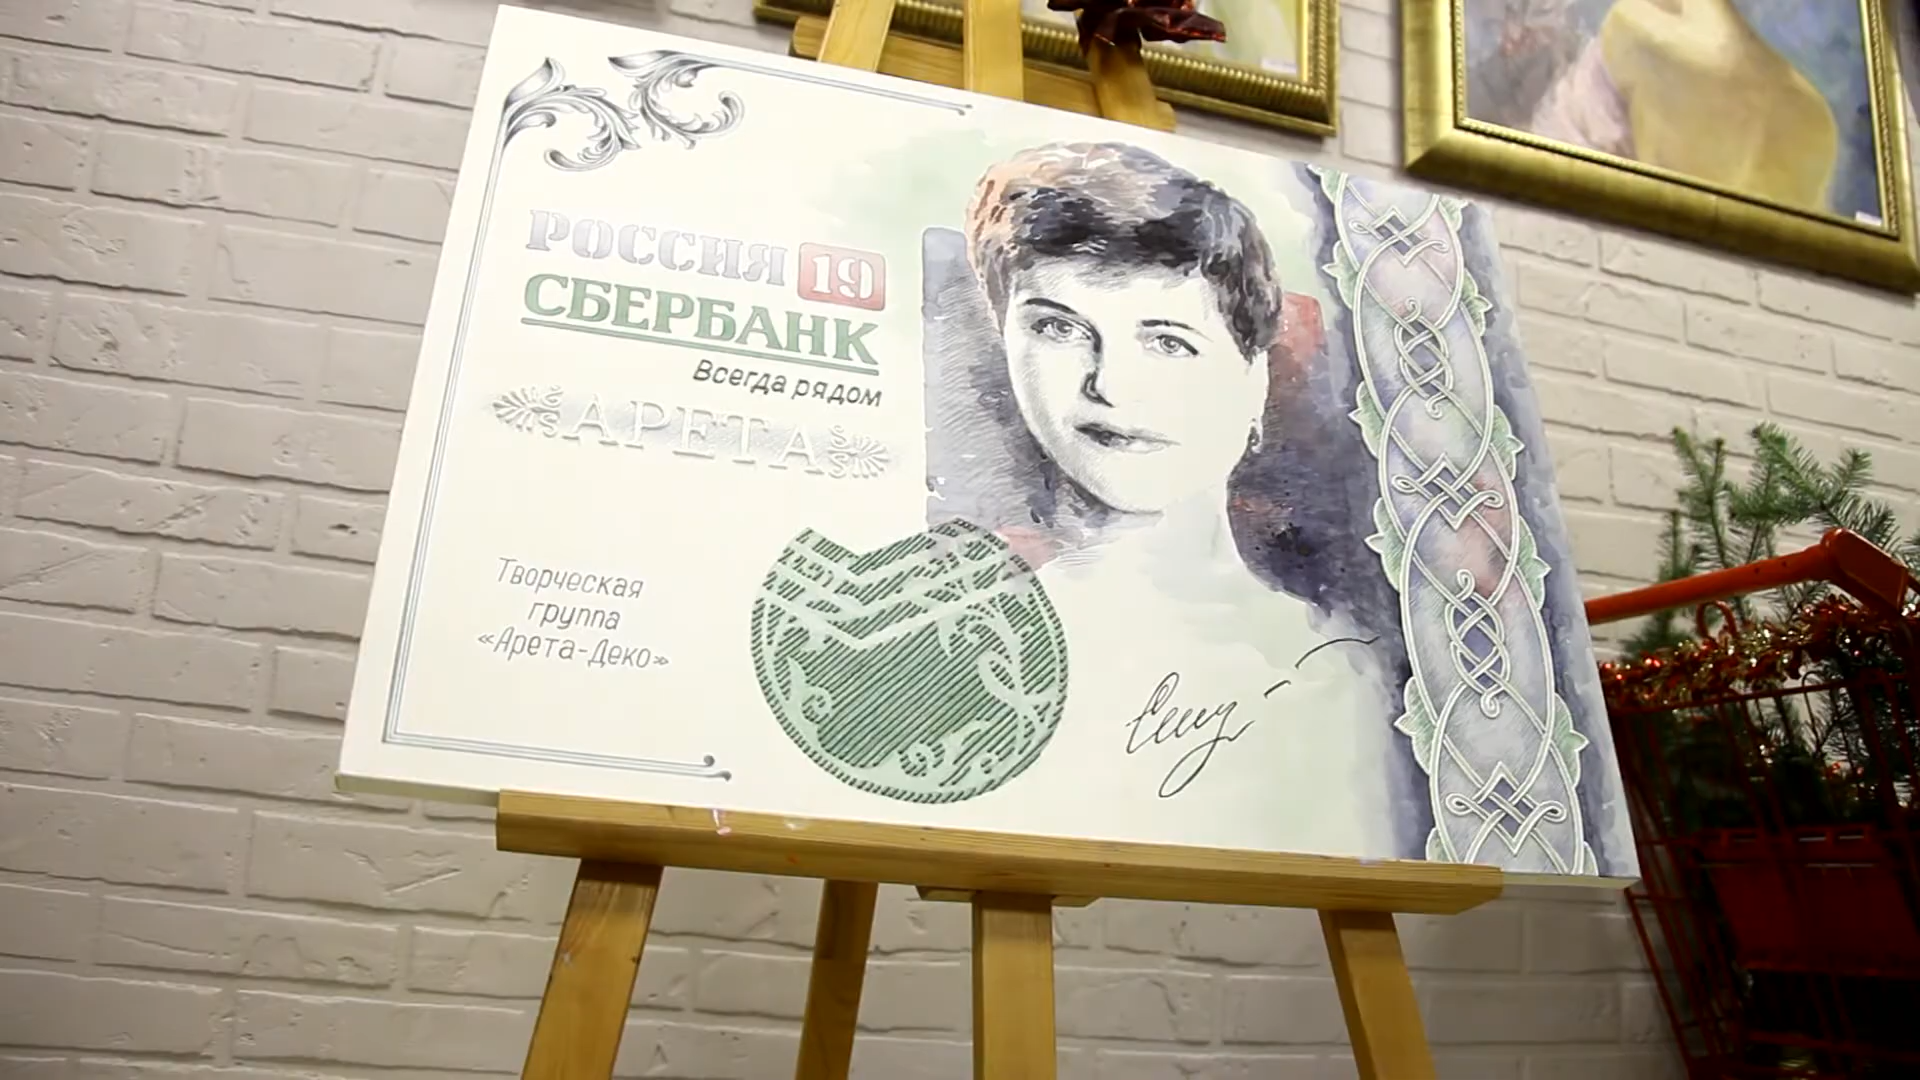 РОССИЯ 19
СБЕРБАНК
Всегда рядом
АРЕТА
Творческая
группа
«Арета-Деко»